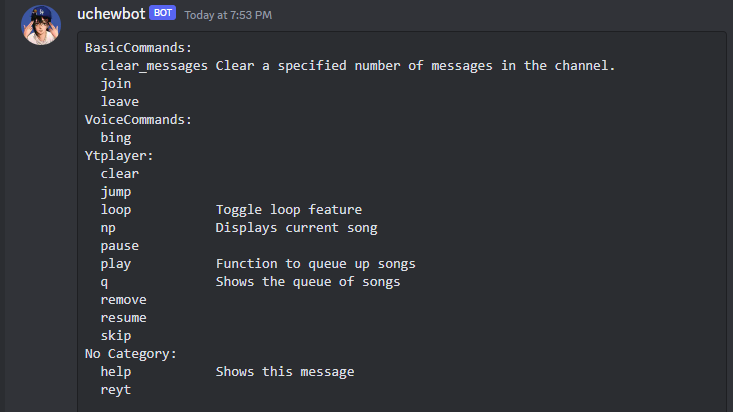 uchewbot BOT Today at 7:53 PM
BasicCommands:
clear_messages Clear a specified number of messages in the channel.
join
leave
VoiceCommands:
bing
Ytplayer:
clear
jump
loop Toggle loop feature
np Displays current song
pause
play Function to queue up songs
q Shows the queue of songs
remove
resume
skip
No Category:
help Shows this message
reyt